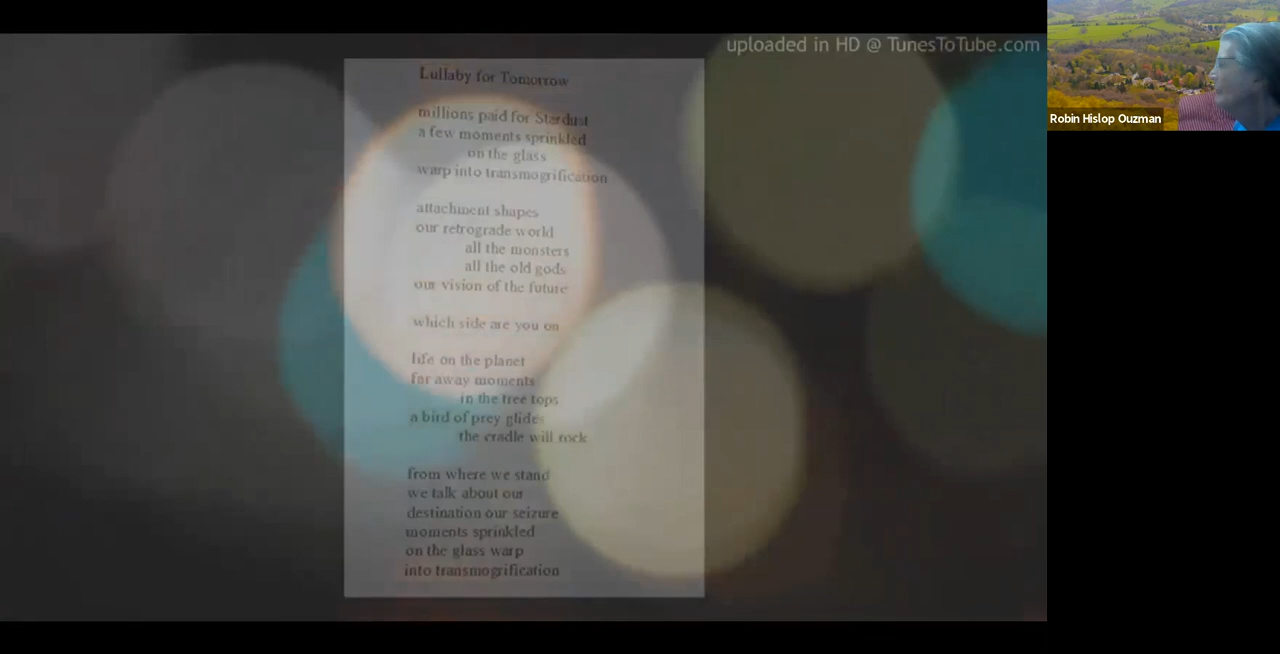 uploaded in HD @ TunesToTube.com
Lullaby for Tomorrow
millions paid for Stardust
a few moments sprinkled
on the glass
warp into transmogrification
attachment shapes
our retrograde world
all the monsters
all the old gods
our vision of the future
which side are you on
life on the planet
far away moments
in the tree tops
a bird of prey glides
the cradle will rock
from where we stand
we talk about our
destination our seizure
moments sprinkled
on the glass warp
into transmogrification
Robin Hislop Ouzman